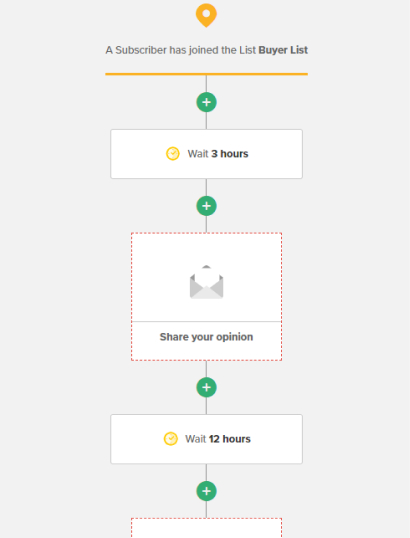 A Subscriber has joined the List Buyer List
Wait 3 hours
Share your opinion
Wait 12 hours